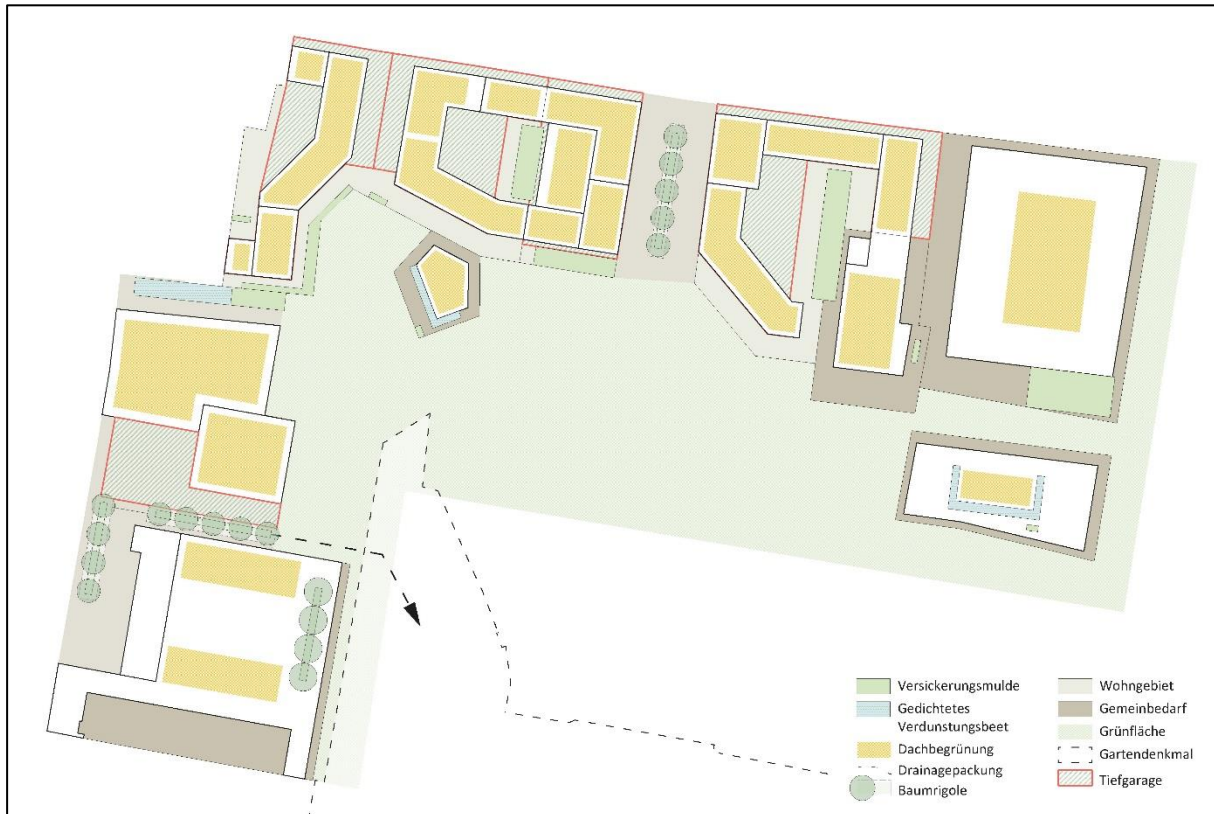 Versickerungsmulde
Gedichtetes
Verdunstungsbeet
Dachbegrünung
Drainagepackung
Baumrigole
Wohngebiet
Gemeinbedarf
Grünfläche
Gartendenkmal
Tiefgarage